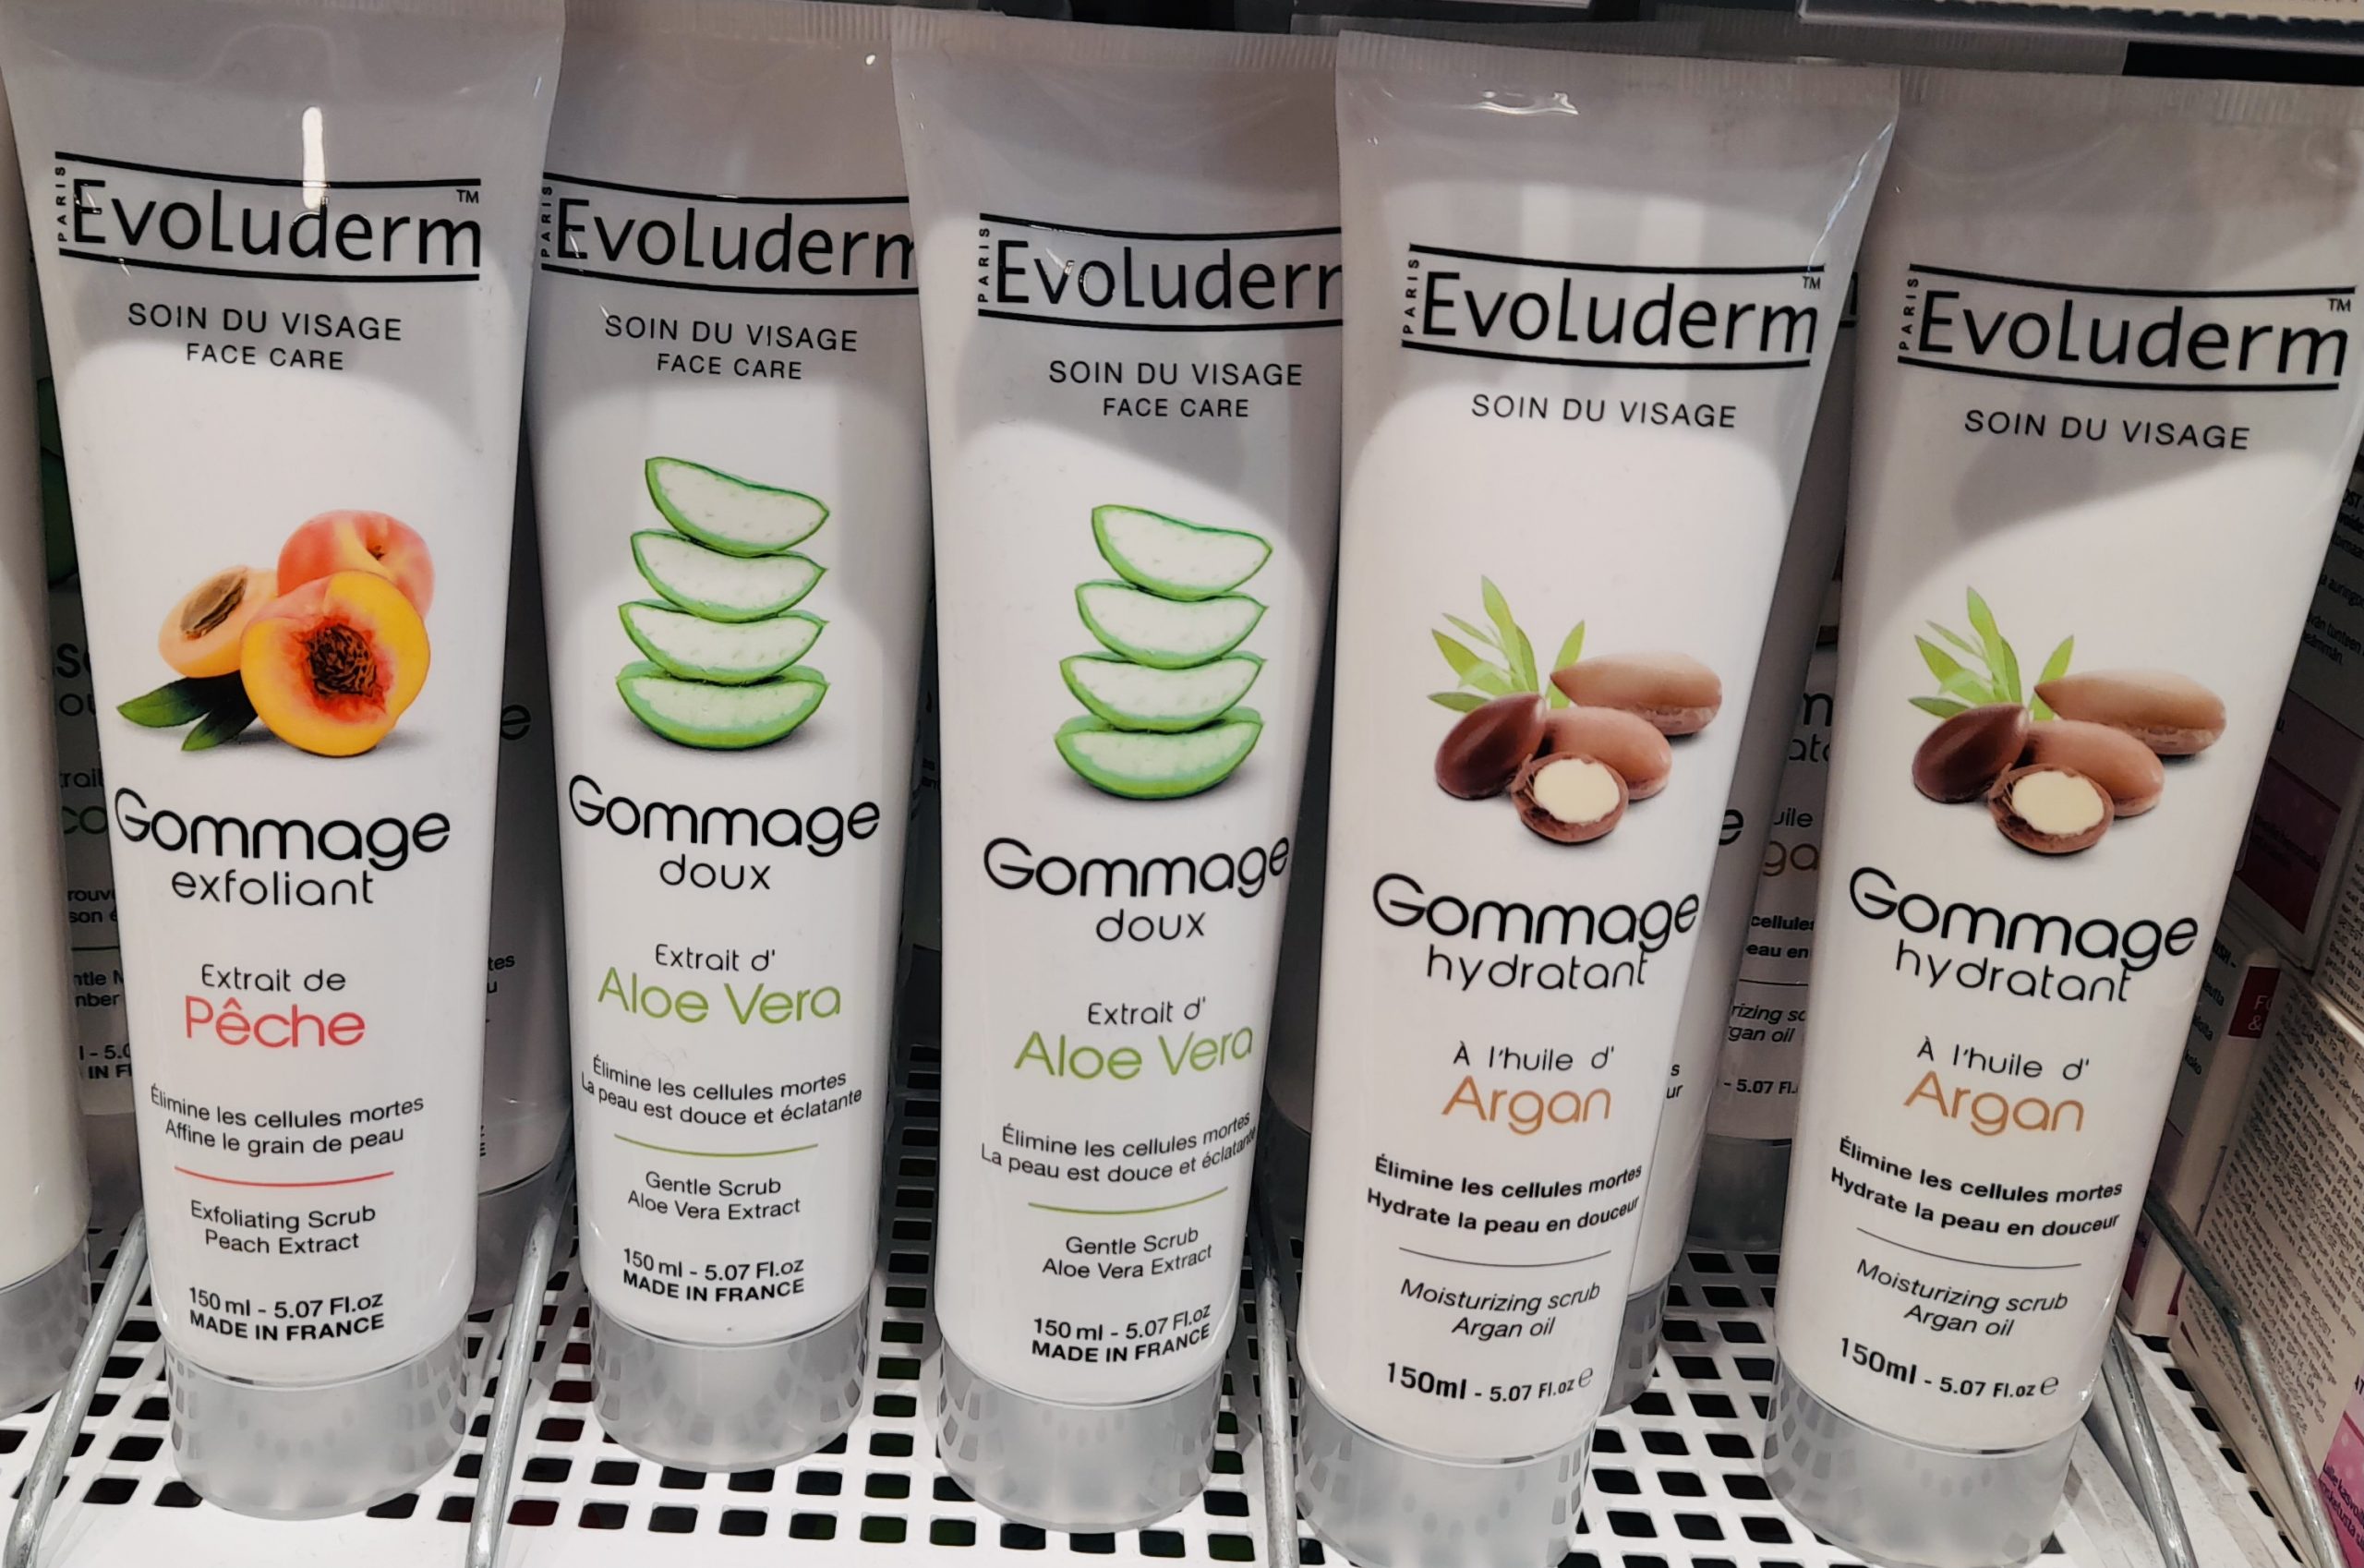 PARIS
Evoluderm™
SOIN DU VISAGE
FACE CARE
Gommage
exfoliant
Extrait de
Pêche
Élimine les cellules mortes
Affine le grain de peau
Exfoliating Scrub
Peach Extract
150 ml - 5.07 Fl.oz
MADE IN FRANCE
PARIS
Evoluderm
SOIN DU VISAGE
FACE CARE
Gommage
doux
Extrait d'
Aloe Vera
Élimine les cellules mortes
La peau est douce et éclatante
Gentle Scrub
Aloe Vera Extract
150 ml - 5.07 Fl.oz
MADE IN FRANCE
PARIS
Evoluder
SOIN DU VISAGE
FACE CARE
Gommage
doux
Extrait d'
Aloe Vera
Élimine les cellules mortes
La peau est douce et éclatante
Gentle Scrub
Aloe Vera Extract
150 ml - 5.07 Fl.oz
MADE IN FRANCE
PARIS
Evoluderm™
SOIN DU VISAGE
Gommage
hydratant
À l'huile d'
Argan
Élimine les cellules mortes
Hydrate la peau en douceur
Moisturizing scrub
Argan oil
150ml - 5.07 Fl.oz ℮
PARIS
Evoluderm™
SOIN DU VISAGE
Gommage
hydratant
À l'huile d'
Argan
Élimine les cellules mortes
Hydrate la peau en douceur
Moisturizing scrub
Argan oil
150ml - 5.07 Fl.oz ℮